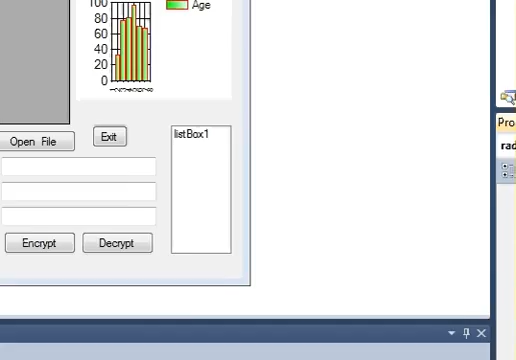 100
Age
80
60
40
20
0
Open File
Exit
listBox1
Encrypt
Decrypt
Pro
rad